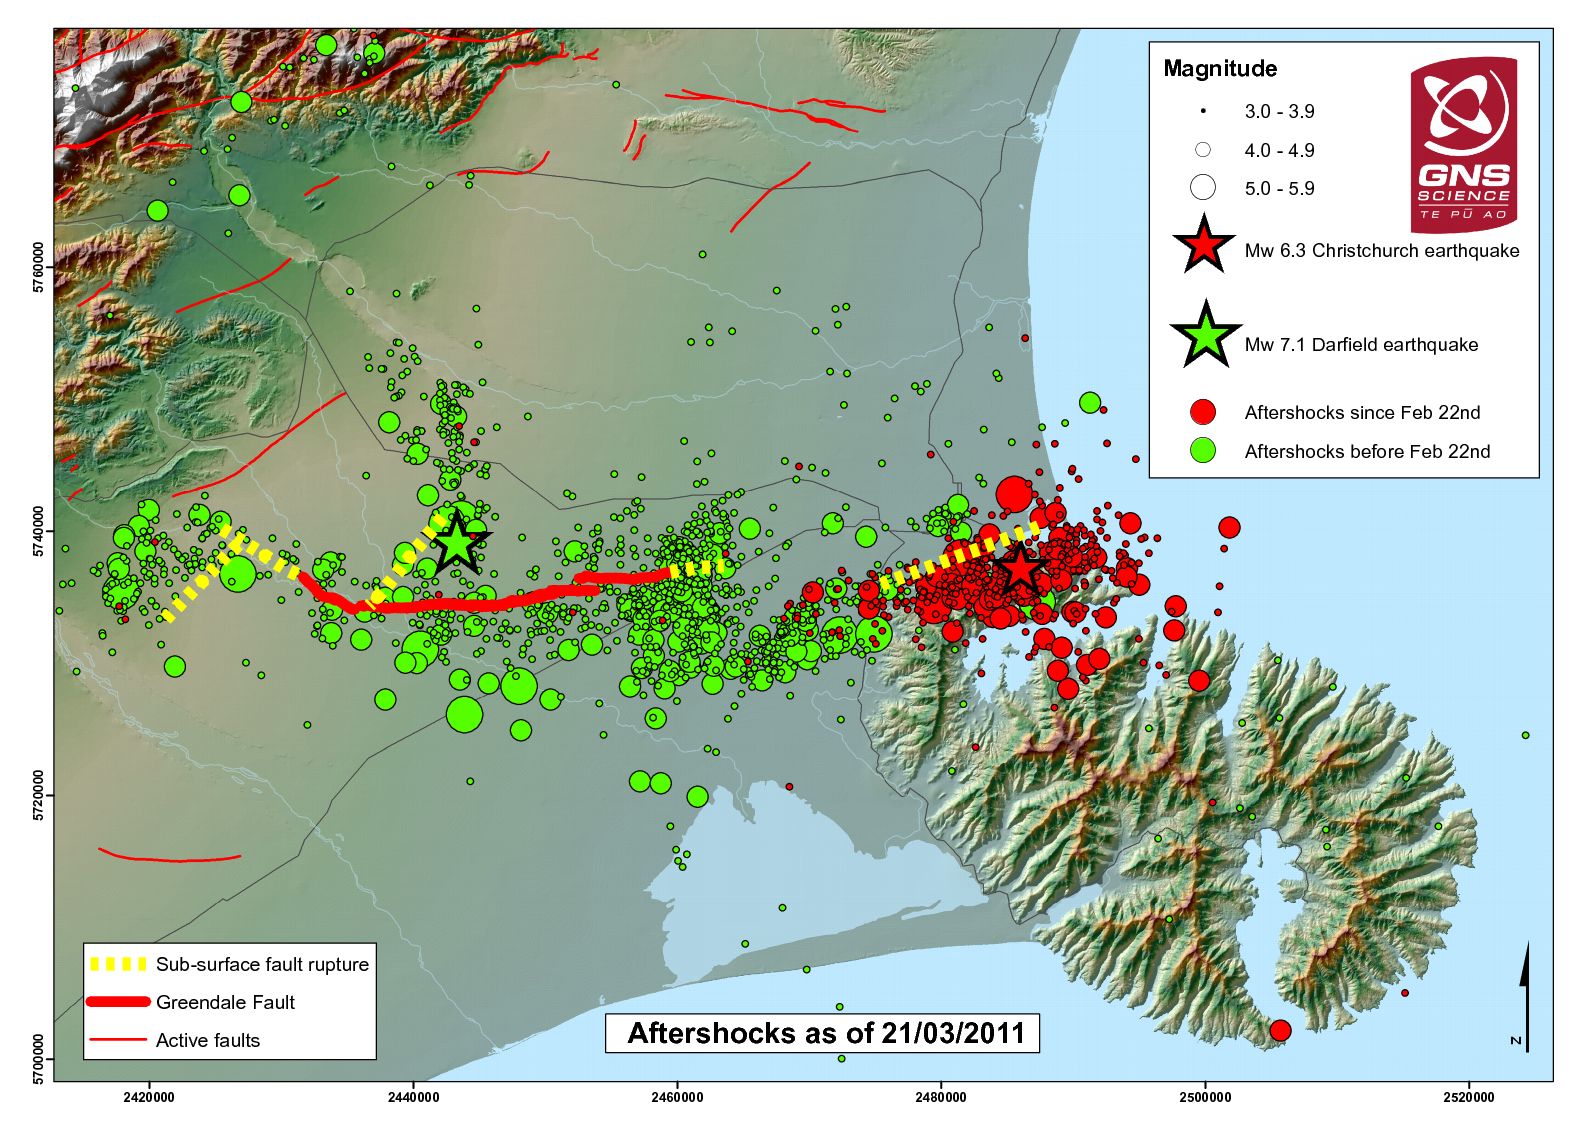 Magnitude
3.0 - 3.9
4.0 - 4.9
5.0 - 5.9
Mw 6.3 Christchurch earthquake
Mw 7.1 Darfield earthquake
Aftershocks since Feb 22nd
Aftershocks before Feb 22nd
GNS
SCIENCE
TE PŪ AO
5760000
5740000
5720000
5700000
Sub-surface fault rupture
Greendale Fault
Active faults
Aftershocks as of 21/03/2011
N
2420000
2440000
2460000
2480000
2500000
2520000